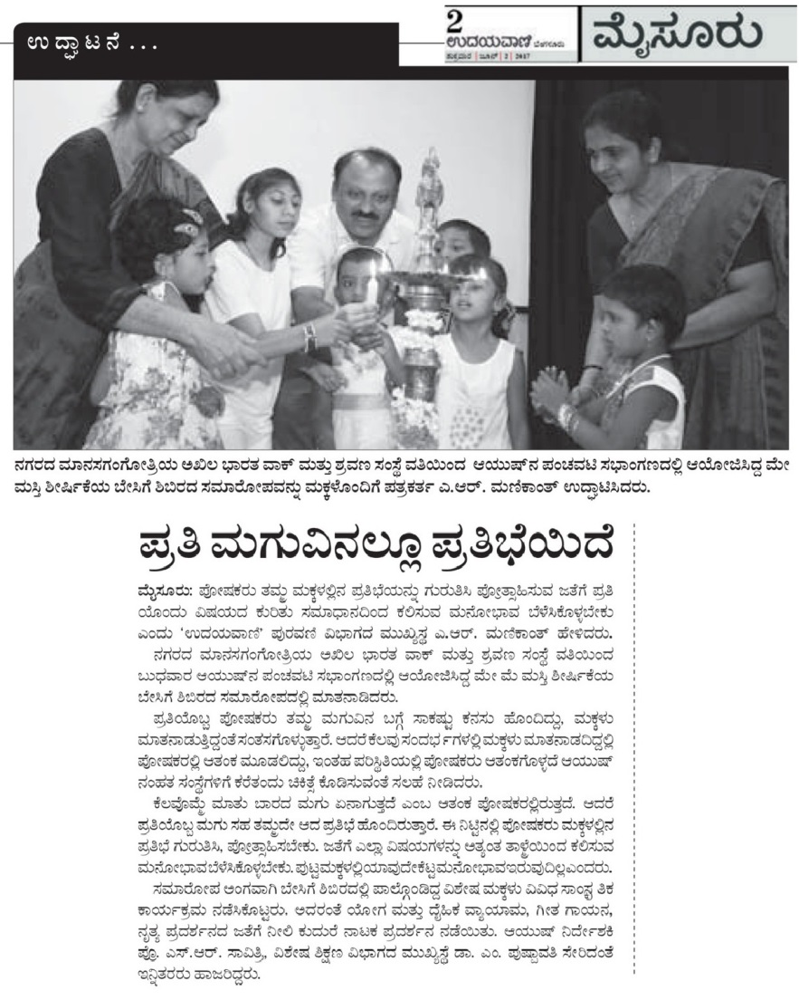 ಉದ್ಘಾಟನೆ...
2
ಉದಯವಾಣಿ ಬೆಂಗಳೂರು
ಶುಕ್ರವಾರ | ಜೂನ್ | 2 | 2017
ಮೈಸೂರು
ನಗರದ ಮಾನಸಗಂಗೋತ್ರಿಯ ಅಖಿಲ ಭಾರತ ವಾಕ್ ಮತ್ತು ಶ್ರವಣ ಸಂಸ್ಥೆ ವತಿಯಿಂದ ಆಯುಷ್‌ನ ಪಂಚವಟಿ ಸಭಾಂಗಣದಲ್ಲಿ ಆಯೋಜಿಸಿದ್ದ ಮೇ
ಮಸ್ತಿ ಶೀರ್ಷಿಕೆಯ ಬೇಸಿಗೆ ಶಿಬಿರದ ಸಮಾರೋಪವನ್ನು ಮಕ್ಕಳೊಂದಿಗೆ ಪತ್ರಕರ್ತ ಎ.ಆರ್. ಮಣಿಕಾಂತ್ ಉದ್ಘಾಟಿಸಿದರು.
ಪ್ರತಿ ಮಗುವಿನಲ್ಲೂ ಪ್ರತಿಭೆಯಿದೆ
ಮೈಸೂರು: ಪೋಷಕರು ತಮ್ಮ ಮಕ್ಕಳಲ್ಲಿನ ಪ್ರತಿಭೆಯನ್ನು ಗುರುತಿಸಿ ಪ್ರೋತ್ಸಾಹಿಸುವ ಜತೆಗೆ ಪ್ರತಿ
ಯೊಂದು ವಿಷಯದ ಕುರಿತು ಸಮಾಧಾನದಿಂದ ಕಲಿಸುವ ಮನೋಭಾವ ಬೆಳೆಸಿಕೊಳ್ಳಬೇಕು
ಎಂದು ‘ಉದಯವಾಣಿ’ ಪುರವಣಿ ವಿಭಾಗದ ಮುಖ್ಯಸ್ಥ ಎ.ಆರ್. ಮಣಿಕಾಂತ್ ಹೇಳಿದರು.
ನಗರದ ಮಾನಸಗಂಗೋತ್ರಿಯ ಅಖಿಲ ಭಾರತ ವಾಕ್ ಮತ್ತು ಶ್ರವಣ ಸಂಸ್ಥೆ ವತಿಯಿಂದ
ಬುಧವಾರ ಆಯುಷ್‌ನ ಪಂಚವಟಿ ಸಭಾಂಗಣದಲ್ಲಿ ಆಯೋಜಿಸಿದ್ದ ಮೇ ಮೆ ಮಸ್ತಿ ಶೀರ್ಷಿಕೆಯ
ಬೇಸಿಗೆ ಶಿಬಿರದ ಸಮಾರೋಪದಲ್ಲಿ ಮಾತನಾಡಿದರು.
ಪ್ರತಿಯೊಬ್ಬ ಪೋಷಕರು ತಮ್ಮ ಮಗುವಿನ ಬಗ್ಗೆ ಸಾಕಷ್ಟು ಕನಸು ಹೊಂದಿದ್ದು, ಮಕ್ಕಳು
ಮಾತನಾಡುತ್ತಿದ್ದಂತೆ ಸಂತಸಗೊಳ್ಳುತ್ತಾರೆ. ಆದರೆ ಕೆಲವು ಸಂದರ್ಭಗಳಲ್ಲಿ ಮಕ್ಕಳು ಮಾತನಾಡದಿದ್ದಲ್ಲಿ
ಪೋಷಕರಲ್ಲಿ ಆತಂಕ ಮೂಡಲಿದ್ದು, ಇಂತಹ ಪರಿಸ್ಥಿತಿಯಲ್ಲಿ ಪೋಷಕರು ಆತಂಕಗೊಳ್ಳದೆ ಆಯುಷ್
ನಂಹತ ಸಂಸ್ಥೆಗಳಿಗೆ ಕರೆತಂದು ಚಿಕಿತ್ಸೆ ಕೊಡಿಸುವಂತೆ ಸಲಹೆ ನೀಡಿದರು.
ಕೆಲವೊಮ್ಮೆ ಮಾತು ಬಾರದ ಮಗು ಏನಾಗುತ್ತದೆ ಎಂಬ ಆತಂಕ ಪೋಷಕರಲ್ಲಿರುತ್ತದೆ. ಆದರೆ
ಪ್ರತಿಯೊಬ್ಬ ಮಗು ಸಹ ತಮ್ಮದೇ ಆದ ಪ್ರತಿಭೆ ಹೊಂದಿರುತ್ತಾರೆ. ಈ ನಿಟ್ಟಿನಲ್ಲಿ ಪೋಷಕರು ಮಕ್ಕಳಲ್ಲಿನ
ಪ್ರತಿಭೆ ಗುರುತಿಸಿ, ಪ್ರೋತ್ಸಾಹಿಸಬೇಕು. ಜತೆಗೆ ಎಲ್ಲಾ ವಿಷಯಗಳನ್ನು ಅತ್ಯಂತ ತಾಳ್ಮೆಯಿಂದ ಕಲಿಸುವ
ಮನೋಭಾವ ಬೆಳೆಸಿಕೊಳ್ಳಬೇಕು. ಪುಟ್ಟ ಮಕ್ಕಳಲ್ಲಿ ಯಾವುದೇ ಕೆಟ್ಟ ಮನೋಭಾವ ಇರುವುದಿಲ್ಲ ಎಂದರು.
ಸಮಾರೋಪ ಅಂಗವಾಗಿ ಬೇಸಿಗೆ ಶಿಬಿರದಲ್ಲಿ ಪಾಲ್ಗೊಂಡಿದ್ದ ವಿಶೇಷ ಮಕ್ಕಳು ವಿವಿಧ ಸಾಂಸ್ಕೃತಿಕ
ಕಾರ್ಯಕ್ರಮ ನಡೆಸಿಕೊಟ್ಟರು. ಅದರಂತೆ ಯೋಗ ಮತ್ತು ದೈಹಿಕ ವ್ಯಾಯಾಮ, ಗೀತ ಗಾಯನ,
ನೃತ್ಯ ಪ್ರದರ್ಶನದ ಜತೆಗೆ ನೀಲಿ ಕುದುರೆ ನಾಟಕ ಪ್ರದರ್ಶನ ನಡೆಯಿತು. ಆಯುಷ್ ನಿರ್ದೇಶಕಿ
ಪ್ರೊ. ಎಸ್.ಆರ್. ಸಾವಿತ್ರಿ, ವಿಶೇಷ ಶಿಕ್ಷಣ ವಿಭಾಗದ ಮುಖ್ಯಸ್ಥೆ ಡಾ. ಎಂ. ಪುಷ್ಪಾವತಿ ಸೇರಿದಂತೆ
ಇನ್ನಿತರರು ಹಾಜರಿದ್ದರು.